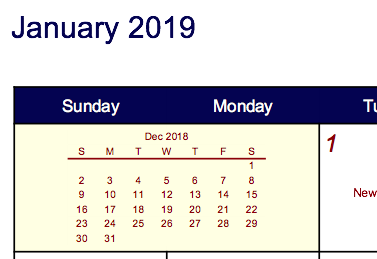 January 2019
Sunday Monday Tu
Dec 2018
S M T W T F S
1
2 3 4 5 6 7 8
9 10 11 12 13 14 15
16 17 18 19 20 21 22
23 24 25 26 27 28 29
30 31
1
New